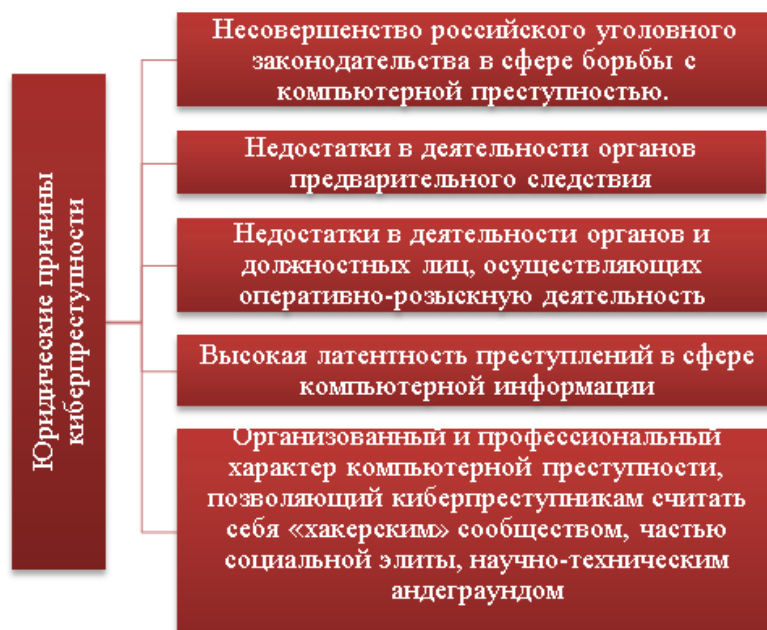 Юридические причины
киберпреступности
Несовершенство российского уголовного
законодательства в сфере борьбы с
компьютерной преступностью.
Недостатки в деятельности органов
предварительного следствия
Недостатки в деятельности органов и
должностных лиц, осуществляющих
оперативно-розыскную деятельность
Высокая латентность преступлений в сфере
компьютерной информации
Организованный и профессиональный
характер компьютерной преступности,
позволяющий киберпреступникам считать
себя «хакерским» сообществом, частью
социальной элиты, научно-техническим
андеграундом